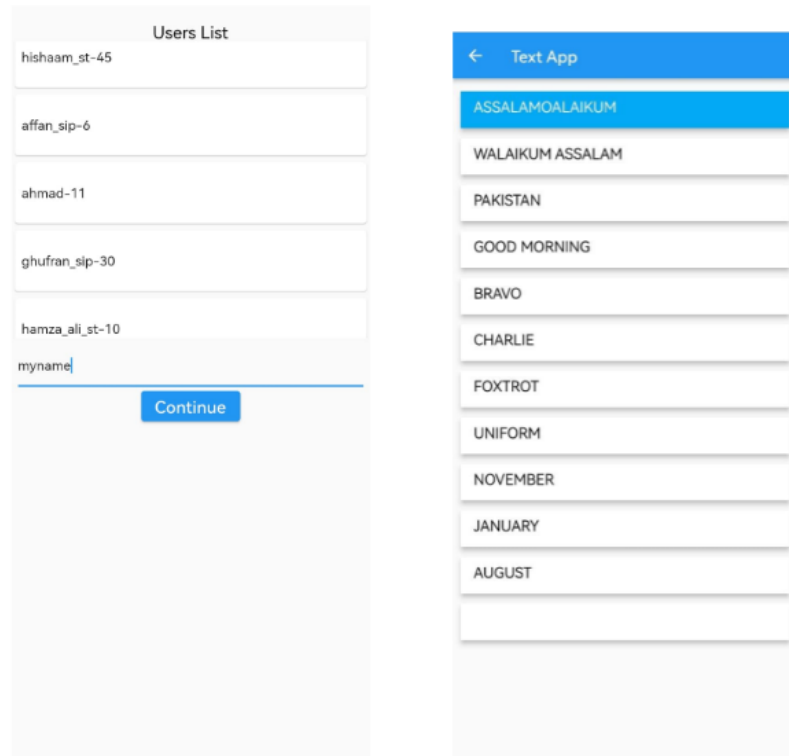 Users List
hishaam_st-45
affan_sip-6
ahmad-11
ghufran_sip-30
hamza_ali_st-10
myname
Continue
Text App
ASSALAMOALAIKUM
WALAIKUM ASSALAM
PAKISTAN
GOOD MORNING
BRAVO
CHARLIE
FOXTROT
UNIFORM
NOVEMBER
JANUARY
AUGUST